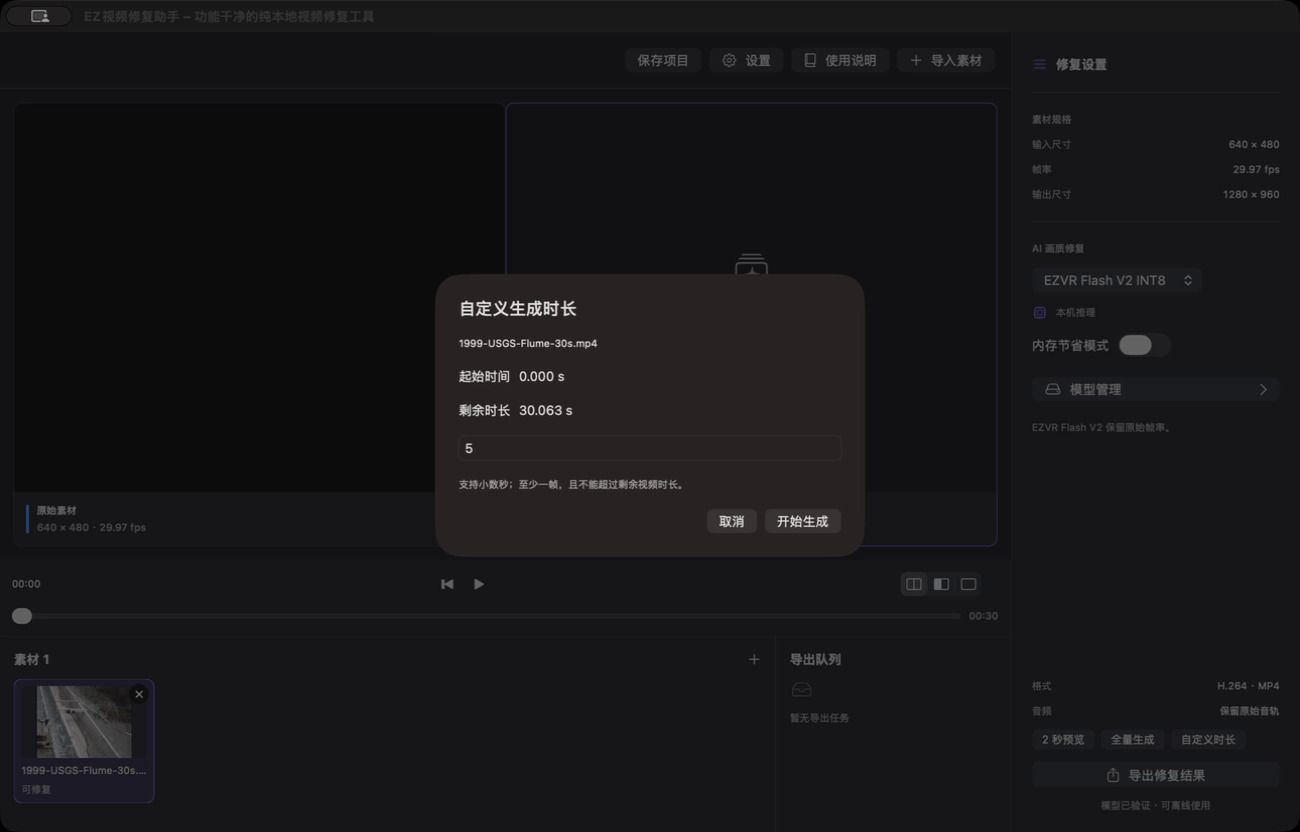 EZ视频修复助手 – 功能干净的纯本地视频修复工具
保存项目
设置
使用说明
导入素材
修复设置
素材规格
输入尺寸 640 × 480
帧率 29.97 fps
输出尺寸 1280 × 960
AI 画质修复
EZVR Flash V2 INT8
本机推理
内存节省模式
模型管理
EZVR Flash V2 保留原始帧率。
自定义生成时长
1999-USGS-Flume-30s.mp4
起始时间 0.000 s
剩余时长 30.063 s
5
支持小数秒；至少一帧，且不能超过剩余视频时长。
取消
开始生成
原始素材
640 × 480 · 29.97 fps
00:00
00:30
素材 1
1999-USGS-Flume-30s....
可修复
导出队列
暂无导出任务
格式 H.264 · MP4
音频 保留原始音轨
2 秒预览
全量生成
自定义时长
导出修复结果
模型已验证 · 可离线使用